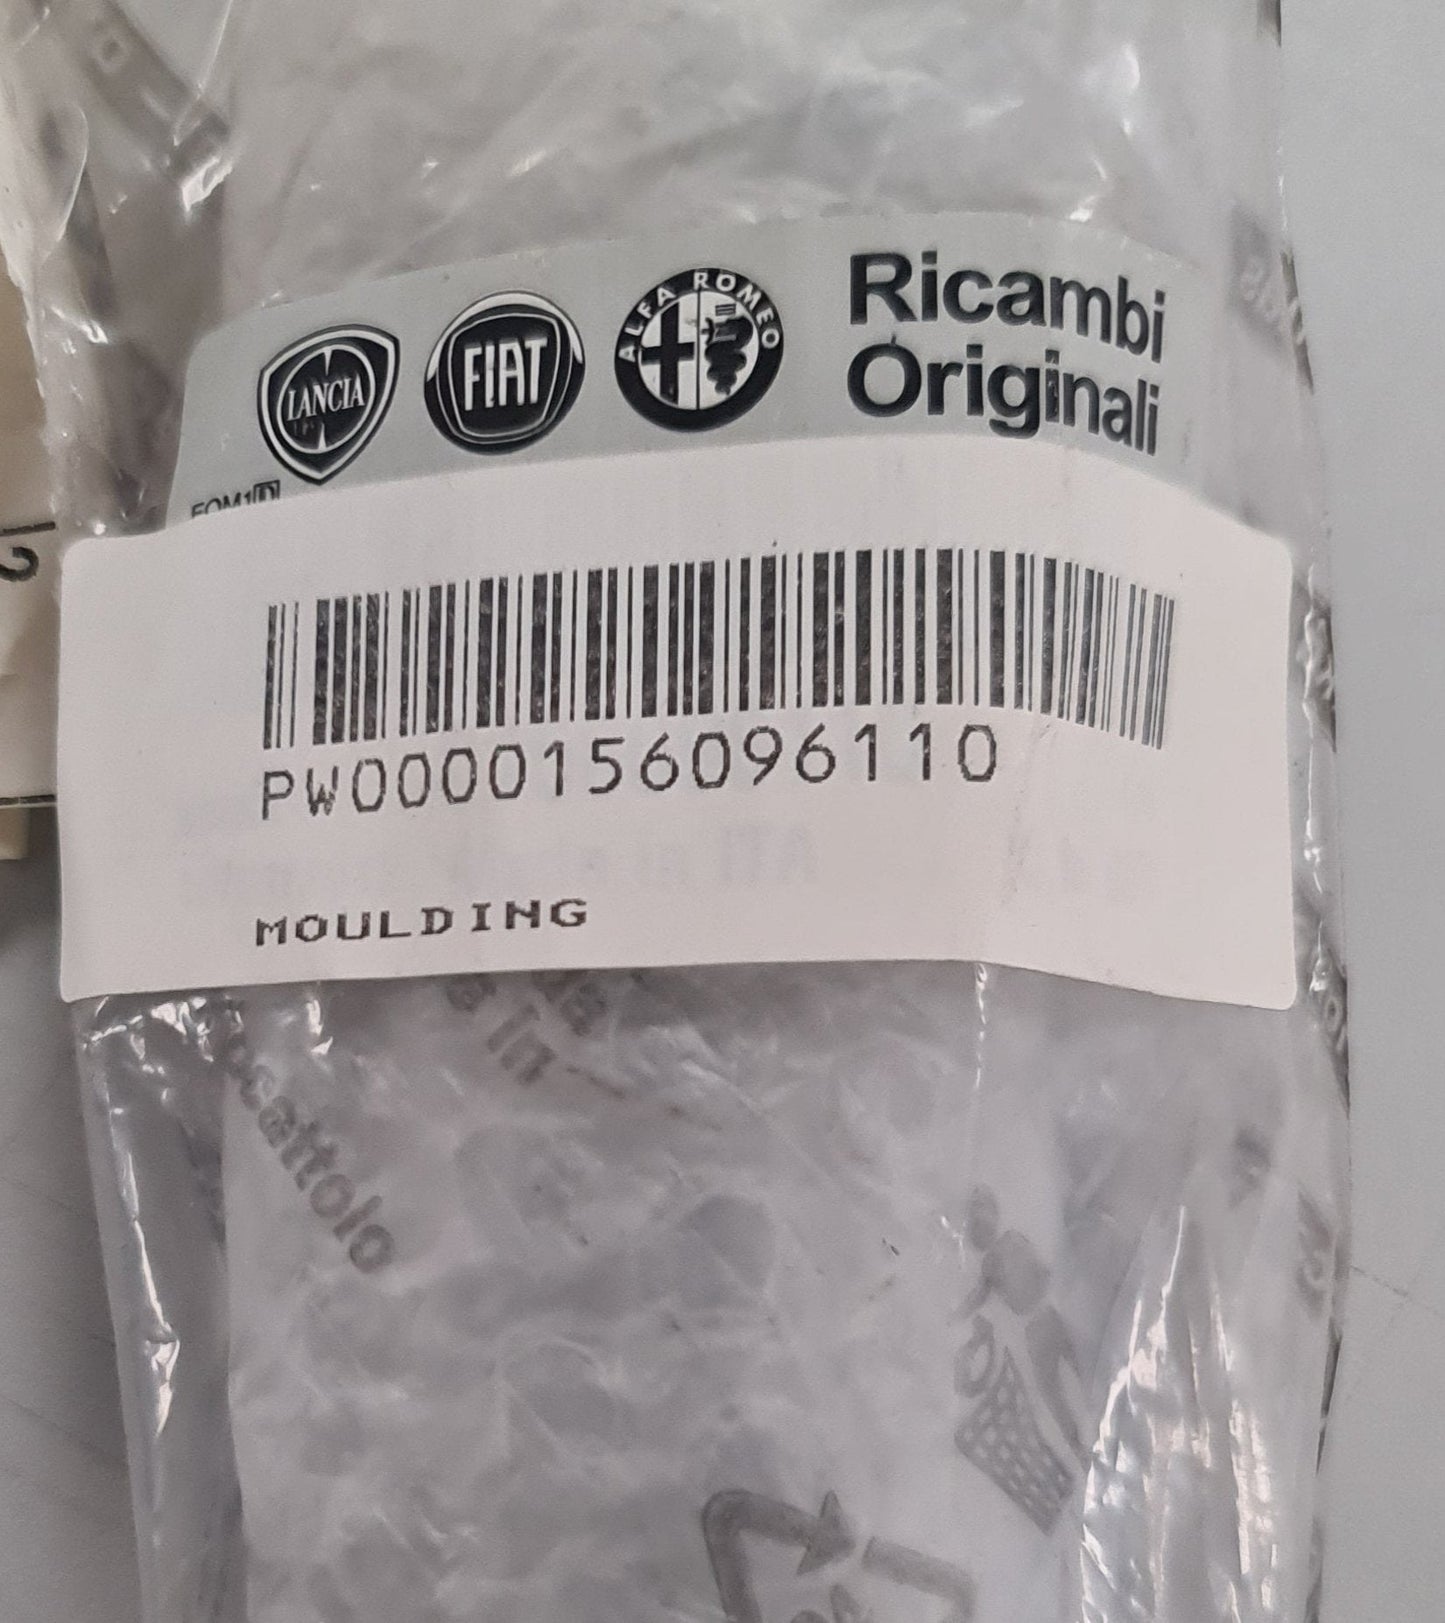 Ricambi
Originali
LANCIA
FIAT
ALFA ROMEO
PW0000156096110
MOULDING